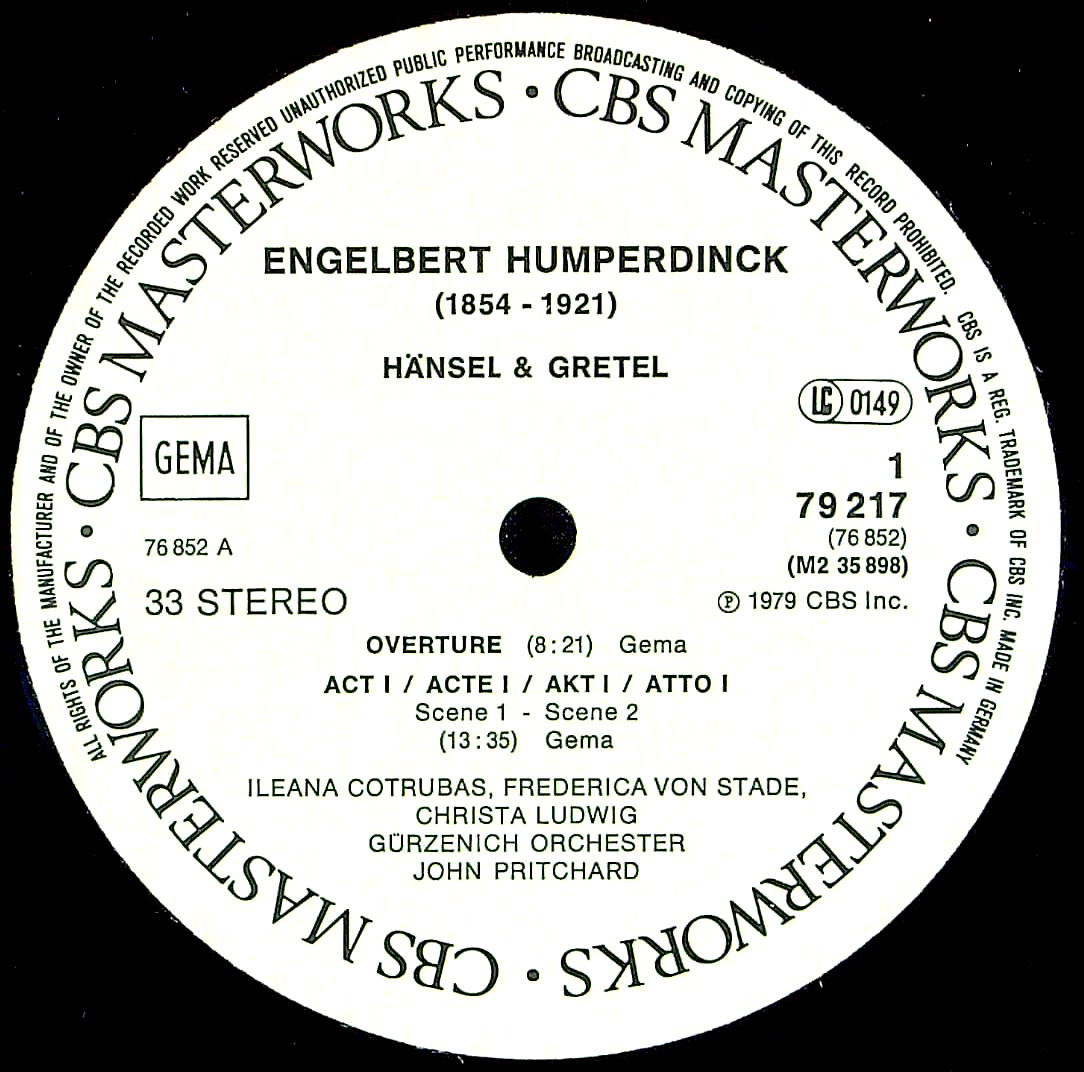 ALL RIGHTS OF THE MANUFACTURER AND OF THE OWNER OF THE RECORDED WORK RESERVED UNAUTHORIZED PUBLIC PERFORMANCE BROADCASTING AND COPYING OF THIS RECORD PROHIBITED. CBS IS A REG. TRADEMARK OF CBS INC. MADE IN GERMANY
CBS MASTERWORKS · CBS MASTERWORKS · CBS MASTERWORKS · CBS MASTERWORKS ·
ENGELBERT HUMPERDINCK
(1854 - 1921)
HÄNSEL & GRETEL
LC 0149
GEMA
1
79 217
76 852 A
(76 852)
(M2 35 898)
33 STEREO
℗ 1979 CBS Inc.
OVERTURE (8:21) Gema
ACT I / ACTE I / AKT I / ATTO I
Scene 1 - Scene 2
(13:35) Gema
ILEANA COTRUBAS, FREDERICA VON STADE,
CHRISTA LUDWIG
GÜRZENICH ORCHESTER
JOHN PRITCHARD